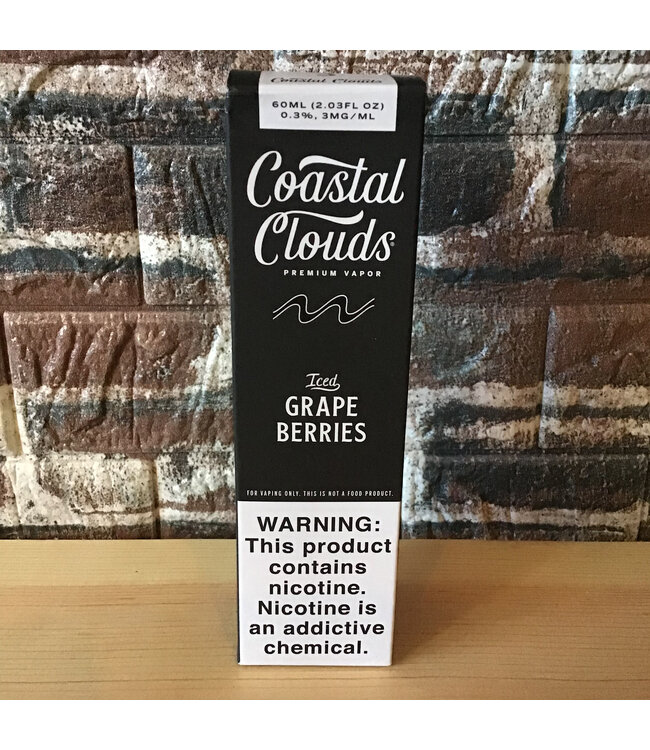 Coastal Clouds
60ML (2.03FL OZ)
0.3%, 3MG/ML
Coastal
Clouds®
PREMIUM VAPOR
Iced
GRAPE
BERRIES
FOR VAPING ONLY. THIS IS NOT A FOOD PRODUCT.
WARNING:
This product
contains
nicotine.
Nicotine is
an addictive
chemical.